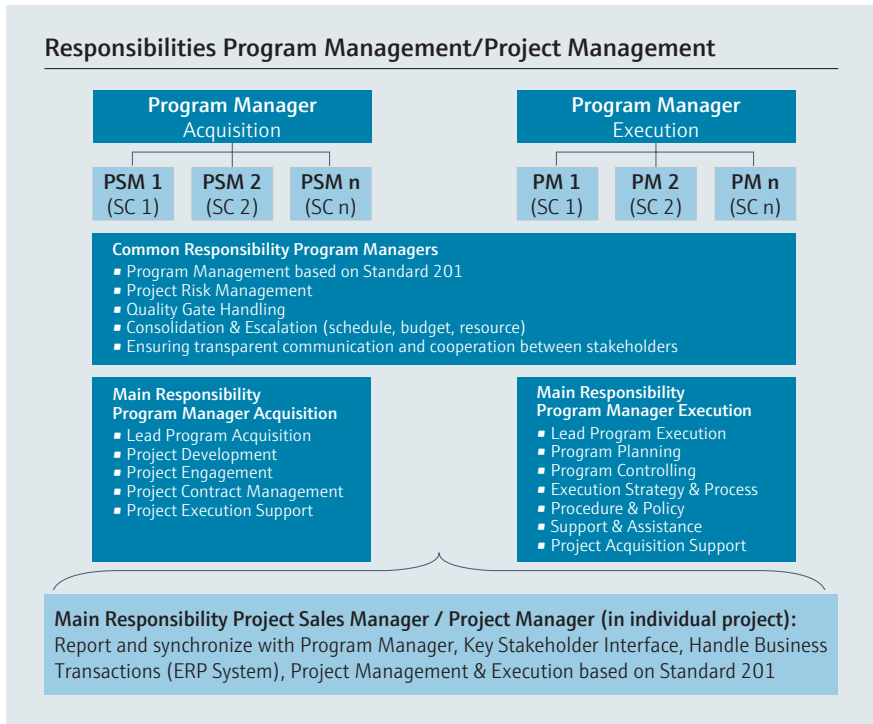 Responsibilities Program Management/Project Management
Program Manager
Acquisition
Program Manager
Execution
PSM 1
(SC 1)
PSM 2
(SC 2)
PSM n
(SC n)
PM 1
(SC 1)
PM 2
(SC 2)
PM n
(SC n)
Common Responsibility Program Managers
▪ Program Management based on Standard 201
▪ Project Risk Management
▪ Quality Gate Handling
▪ Consolidation & Escalation (schedule, budget, resource)
▪ Ensuring transparent communication and cooperation between stakeholders
Main Responsibility
Program Manager Acquisition
▪ Lead Program Acquisition
▪ Project Development
▪ Project Engagement
▪ Project Contract Management
▪ Project Execution Support
Main Responsibility
Program Manager Execution
▪ Lead Program Execution
▪ Program Planning
▪ Program Controlling
▪ Execution Strategy & Process
▪ Procedure & Policy
▪ Support & Assistance
▪ Project Acquisition Support
Main Responsibility Project Sales Manager / Project Manager (in individual project):
Report and synchronize with Program Manager, Key Stakeholder Interface, Handle Business
Transactions (ERP System), Project Management & Execution based on Standard 201